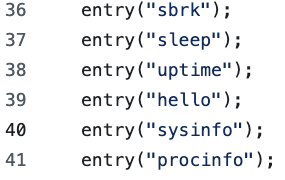 36 entry("sbrk");
37 entry("sleep");
38 entry("uptime");
39 entry("hello");
40 entry("sysinfo");
41 entry("procinfo");